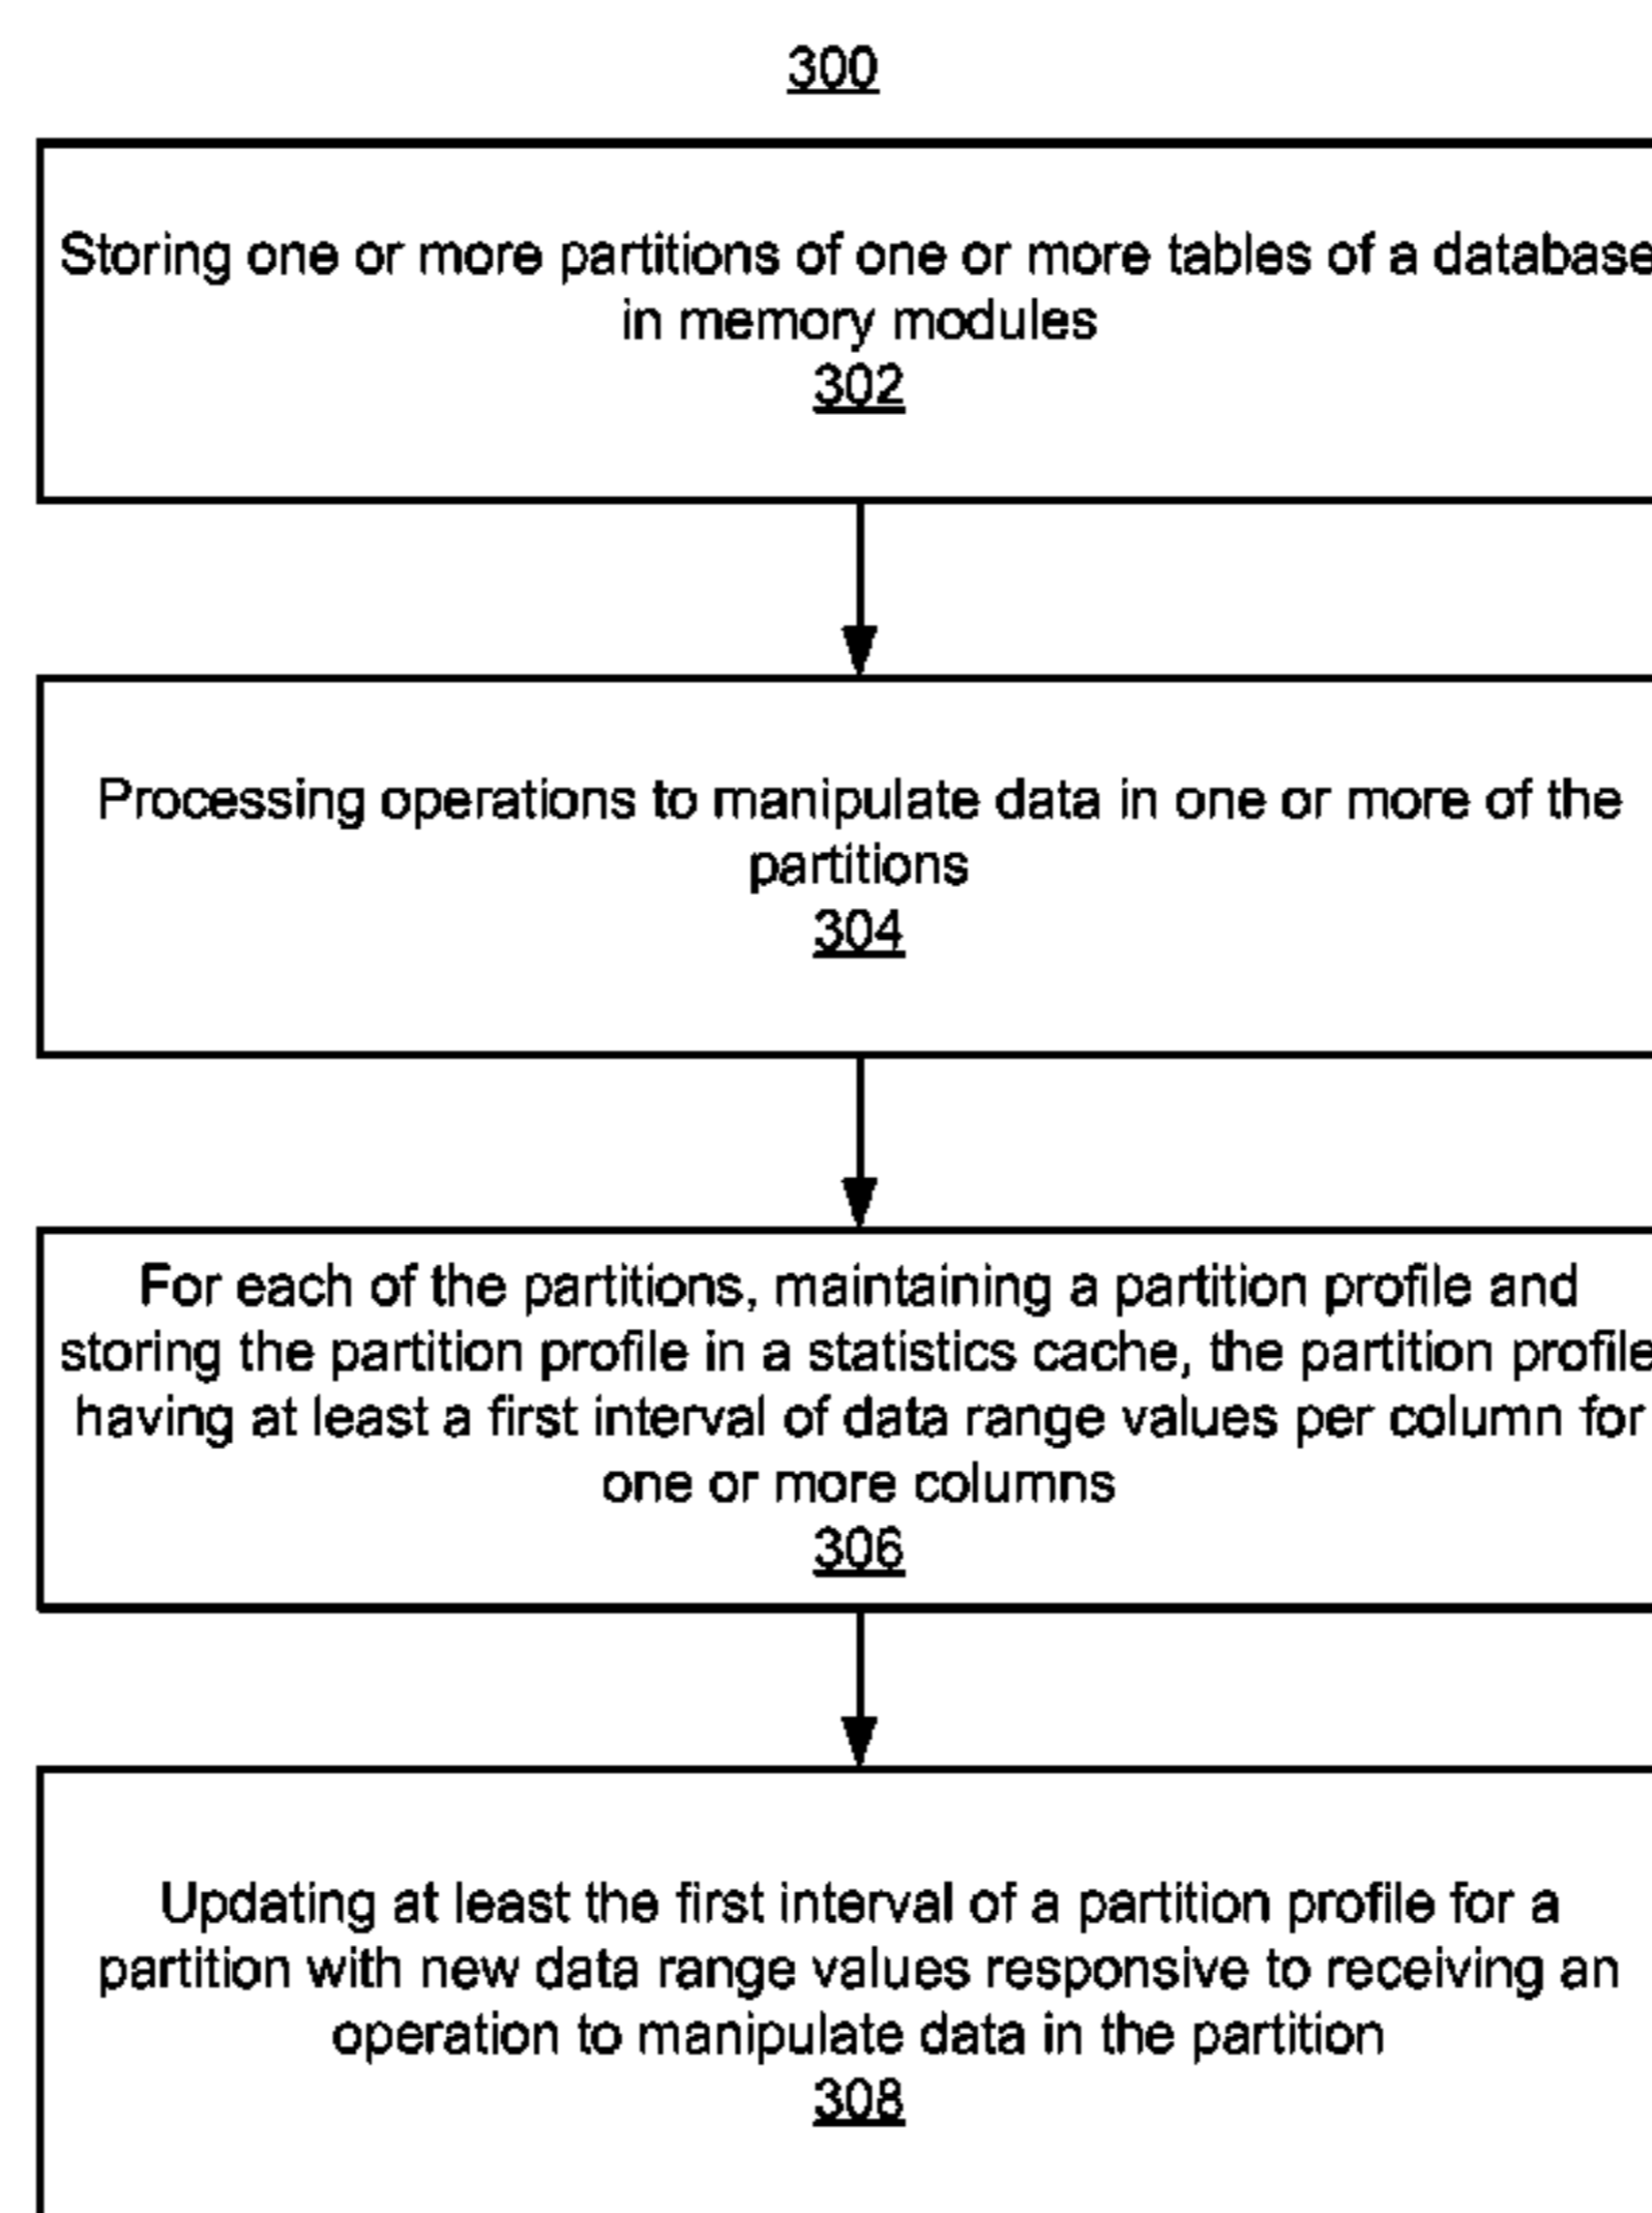 300
Storing one or more partitions of one or more tables of a database
in memory modules
302
Processing operations to manipulate data in one or more of the
partitions
304
For each of the partitions, maintaining a partition profile and
storing the partition profile in a statistics cache, the partition profile
having at least a first interval of data range values per column for
one or more columns
306
Updating at least the first interval of a partition profile for a
partition with new data range values responsive to receiving an
operation to manipulate data in the partition
308